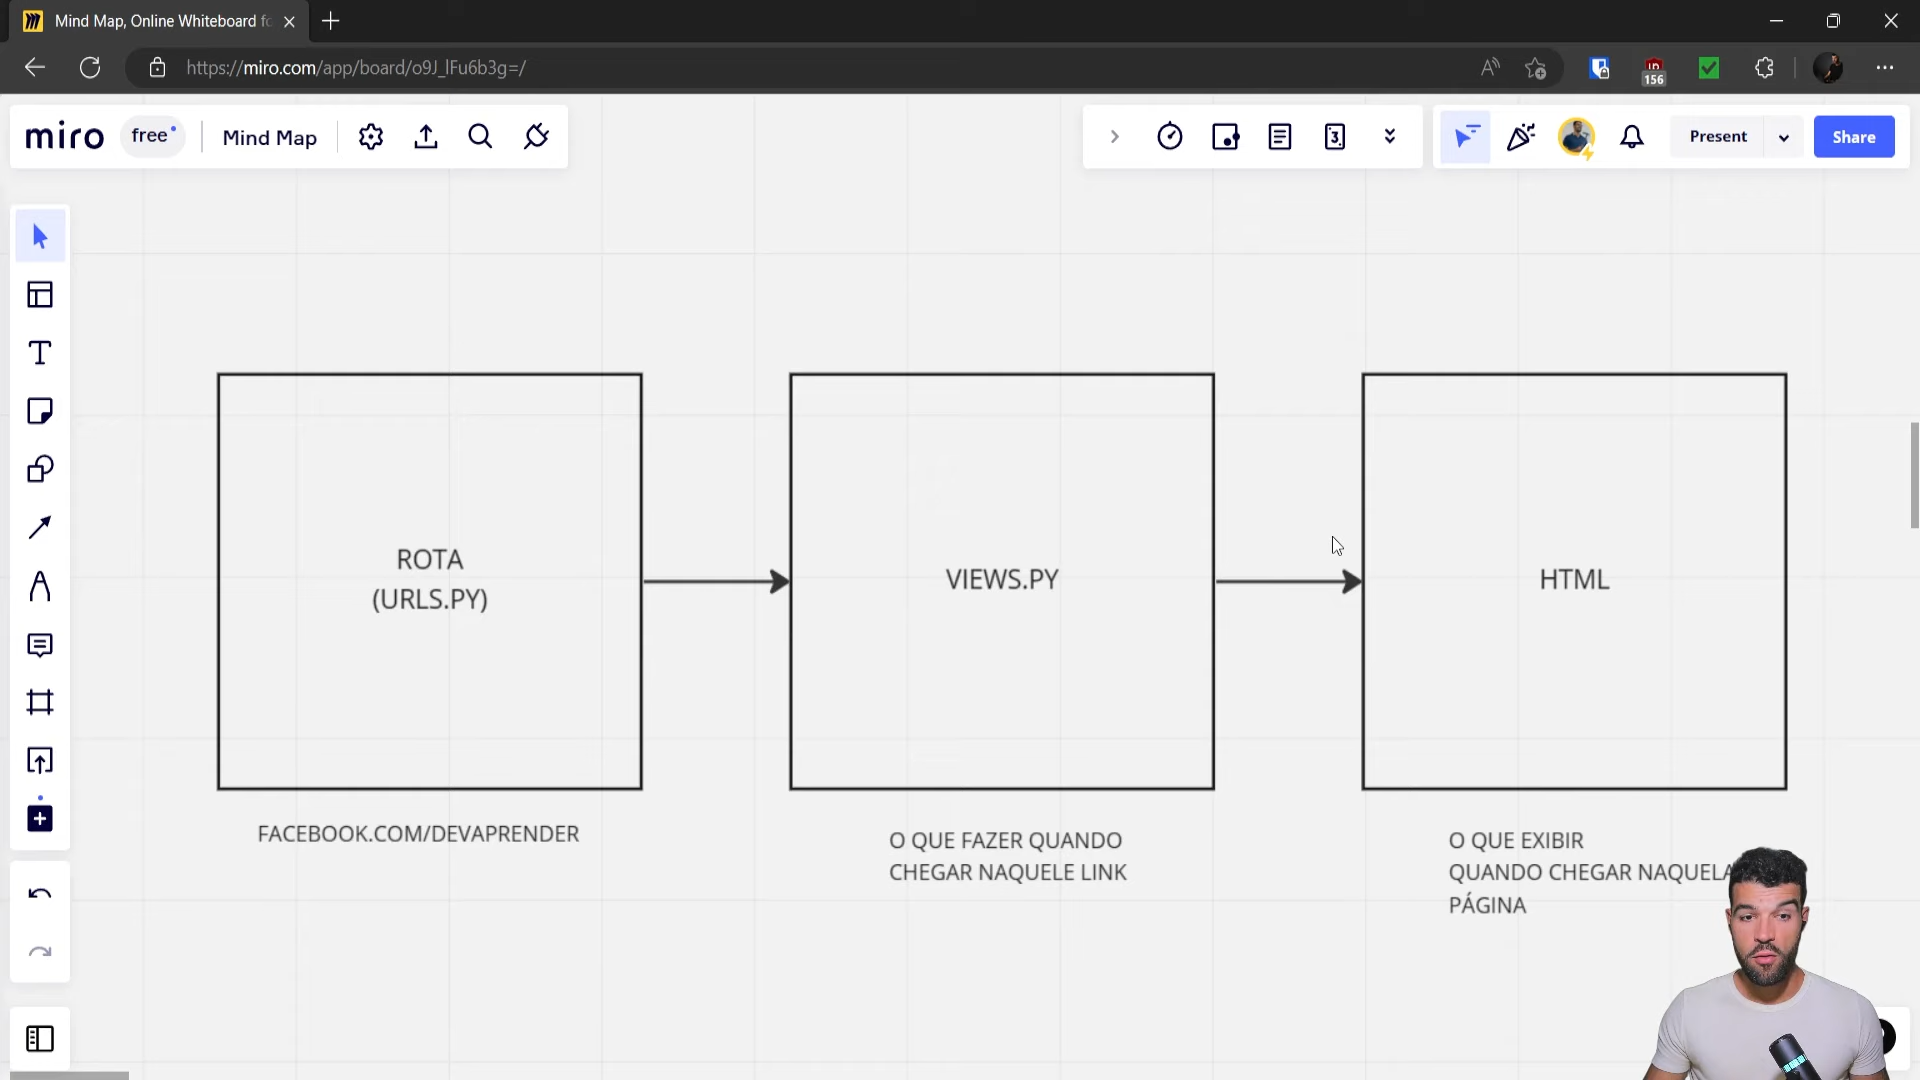 Mind Map, Online Whiteboard fo
https://miro.com/app/board/o9J_lFu6b3g=/
156
miro free Mind Map
3
Present
Share
ROTA
(URLS.PY)
VIEWS.PY
HTML
FACEBOOK.COM/DEVAPRENDER
O QUE FAZER QUANDO
CHEGAR NAQUELE LINK
O QUE EXIBIR
QUANDO CHEGAR NAQUELA
PÁGINA